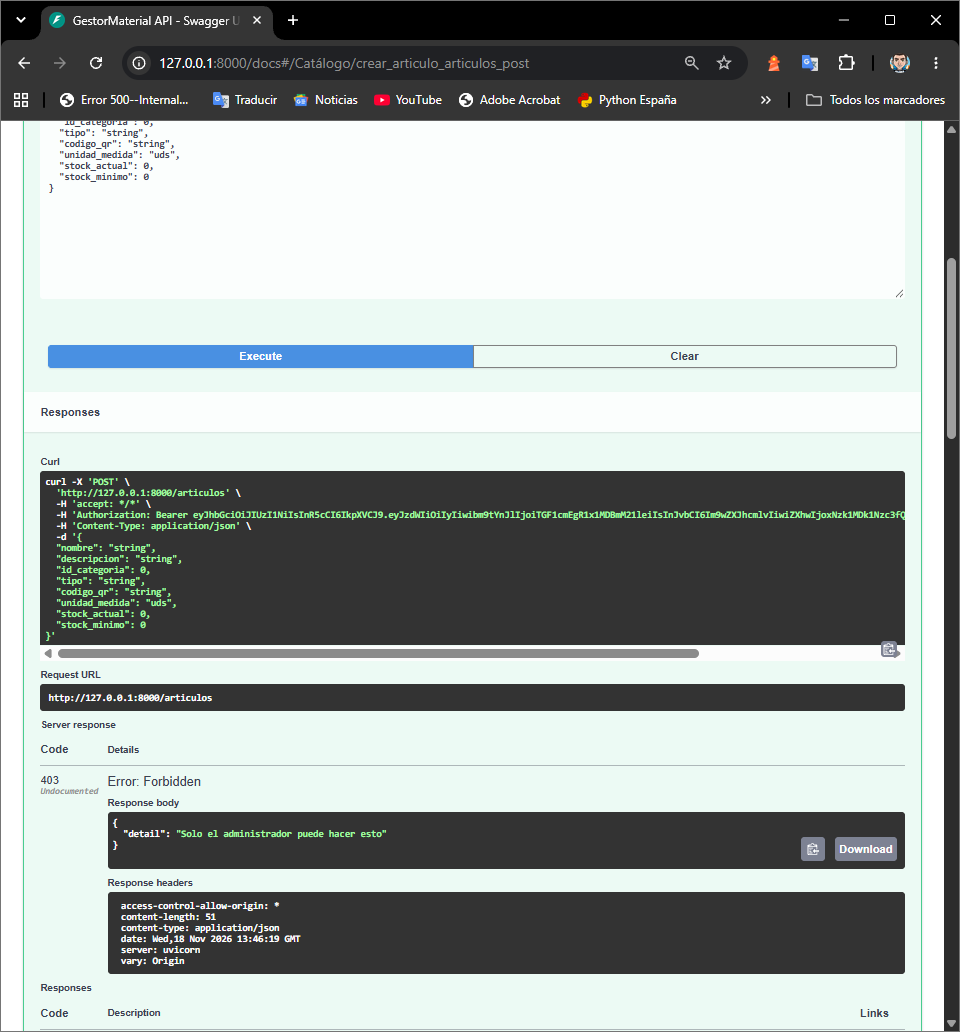 GestorMaterial API - Swagger U
127.0.0.1:8000/docs#/Catálogo/crear_articulo_articulos_post
Error 500--Internal...
Traducir
Noticias
YouTube
Adobe Acrobat
Python España
Todos los marcadores
"id_categoria": 0,
"tipo": "string",
"codigo_qr": "string",
"unidad_medida": "uds",
"stock_actual": 0,
"stock_minimo": 0
}
Execute
Clear
Responses
Curl
curl -X 'POST' \
'http://127.0.0.1:8000/articulos' \
-H 'accept: */*' \
-H 'Authorization: Bearer
-H 'Content-Type: application/json' \
-d '{
"nombre": "string",
"descripcion": "string",
"id_categoria": 0,
"tipo": "string",
"codigo_qr": "string",
"unidad_medida": "uds",
"stock_actual": 0,
"stock_minimo": 0
}'
Request URL
http://127.0.0.1:8000/articulos
Server response
Code Details
403 Error: Forbidden
Undocumented
Response body
{
"detail": "Solo el administrador puede hacer esto"
}
Download
Response headers
access-control-allow-origin: *
content-length: 51
content-type: application/json
date: Wed,18 Nov 2026 13:46:19 GMT
server: uvicorn
vary: Origin
Responses
Code Description Links